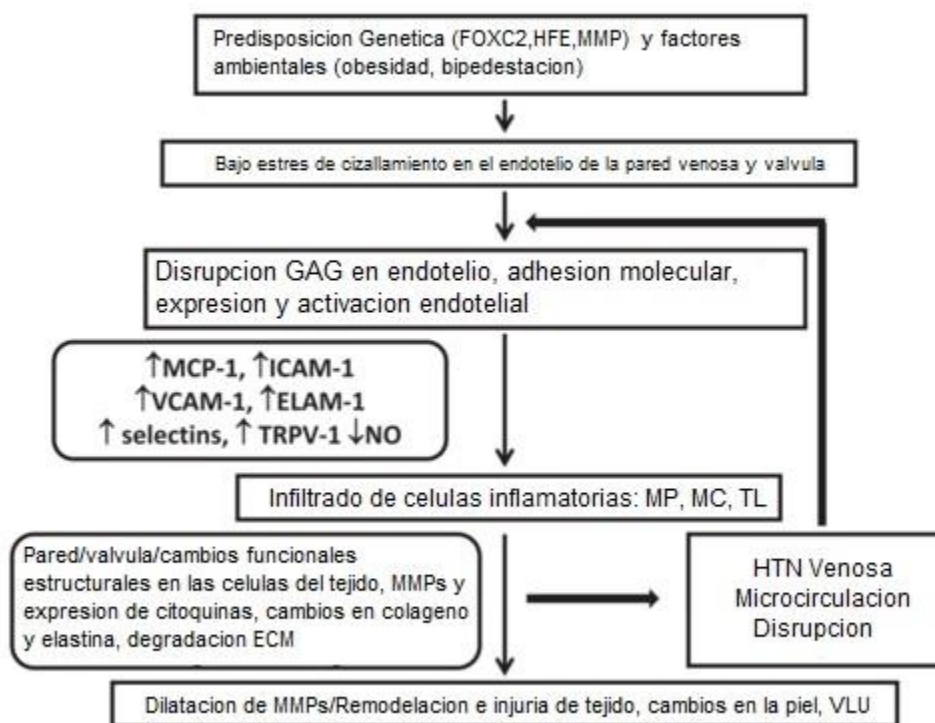 Predisposicion Genetica (FOXC2,HFE,MMP) y factores
ambientales (obesidad, bipedestacion)
Bajo estres de cizallamiento en el endotelio de la pared venosa y valvula
Disrupcion GAG en endotelio, adhesion molecular,
expresion y activacion endotelial
↑MCP-1, ↑ICAM-1
↑VCAM-1, ↑ELAM-1
↑ selectins, ↑ TRPV-1 ↓NO
Infiltrado de celulas inflamatorias: MP, MC, TL
Pared/valvula/cambios funcionales
estructurales en las celulas del tejido, MMPs y
expresion de citoquinas, cambios en colageno
y elastina, degradacion ECM
HTN Venosa
Microcirculacion
Disrupcion
Dilatacion de MMPs/Remodelacion e injuria de tejido, cambios en la piel, VLU